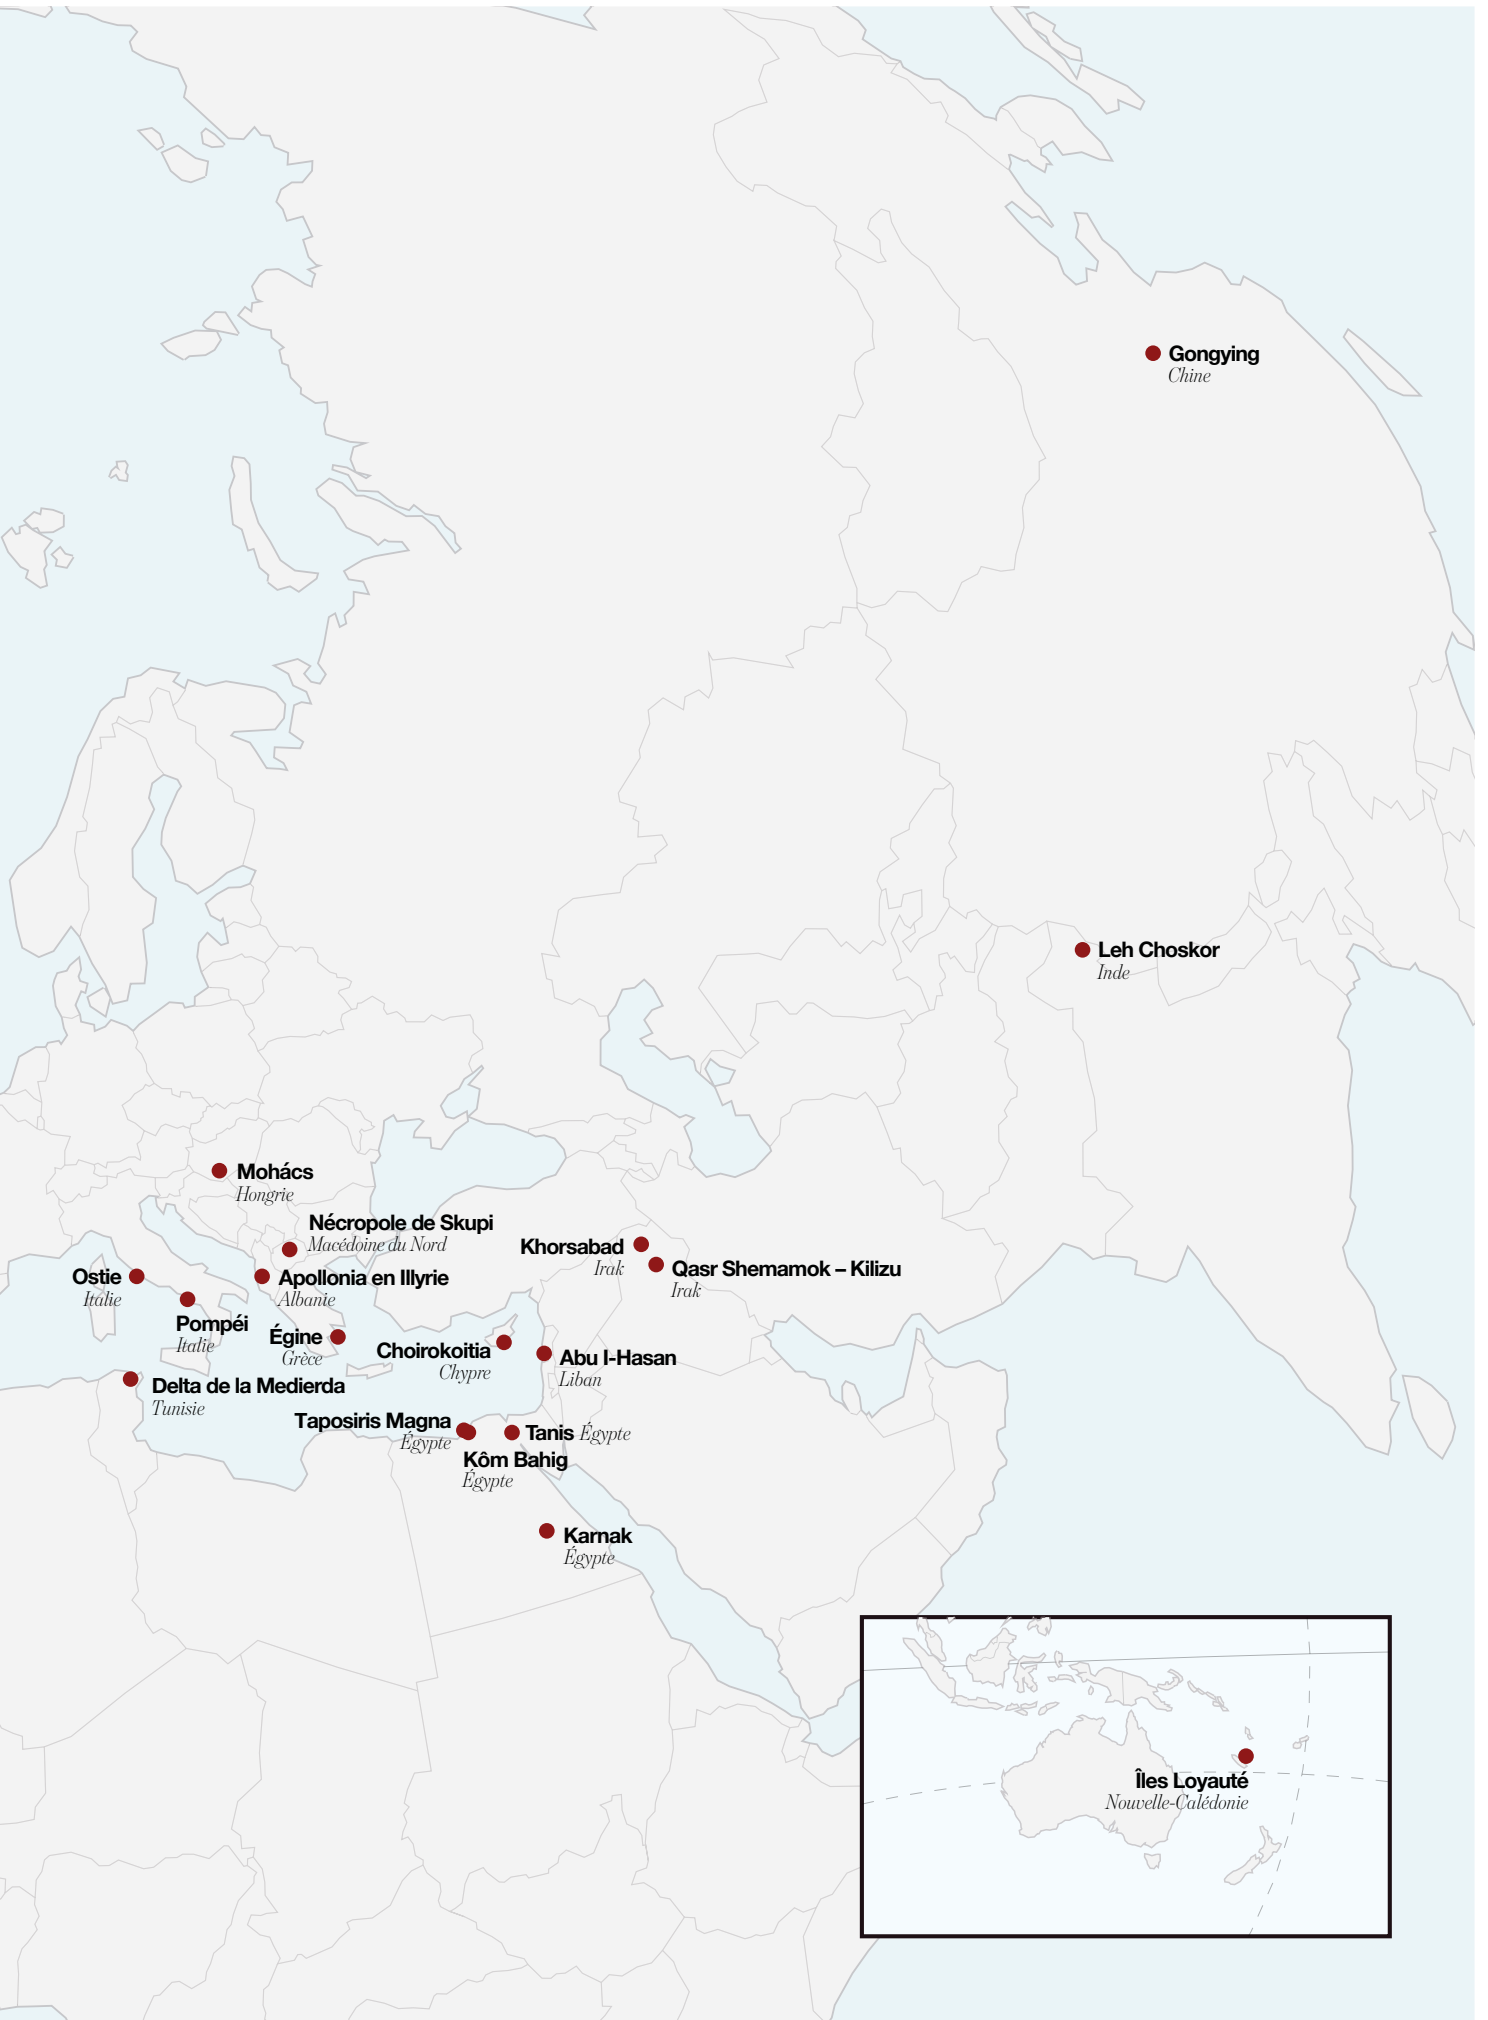 Gongying
Chine
Leh Choskor
Inde
Mohács
Hongrie
Nécropole de Skupi
Macédoine du Nord
Khorsabad
Irak
Qasr Shemamok – Kilizu
Irak
Ostie
Italie
Apollonia en Illyrie
Albanie
Pompéi
Italie
Égine
Grèce
Choirokoitia
Chypre
Abu I-Hasan
Liban
Delta de la Medierda
Tunisie
Taposiris Magna
Égypte
Tanis Égypte
Kôm Bahig
Égypte
Karnak
Égypte
Îles Loyauté
Nouvelle-Calédonie